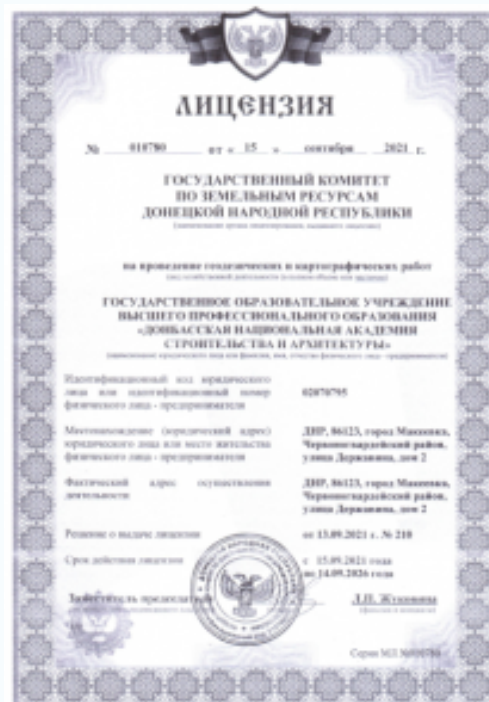 ЛИЦЕНЗИЯ
№ 010780 от « 15 » сентября 2021 г.
ГОСУДАРСТВЕННЫЙ КОМИТЕТ
ПО ЗЕМЕЛЬНЫМ РЕСУРСАМ
ДОНЕЦКОЙ НАРОДНОЙ РЕСПУБЛИКИ
на проведение геодезических и картографических работ
ГОСУДАРСТВЕННОЕ ОБРАЗОВАТЕЛЬНОЕ УЧРЕЖДЕНИЕ
ВЫСШЕГО ПРОФЕССИОНАЛЬНОГО ОБРАЗОВАНИЯ
«ДОНБАССКАЯ НАЦИОНАЛЬНАЯ АКАДЕМИЯ
СТРОИТЕЛЬСТВА И АРХИТЕКТУРЫ»
Идентификационный код юридического
лица или идентификационный номер
физического лица - предпринимателя
02070795
Местонахождение (юридический адрес)
юридического лица или место жительства
физического лица - предпринимателя
ДНР, 86123, город Макеевка,
Червоногвардейский район,
улица Державина, дом 2
Фактический адрес осуществления
деятельности
ДНР, 86123, город Макеевка,
Червоногвардейский район,
улица Державина, дом 2
Решение о выдаче лицензии
от 13.09.2021 г. № 210
Срок действия лицензии
с 15.09.2021 года
по 14.09.2026 года
Заместитель председателя
Серия МЛ